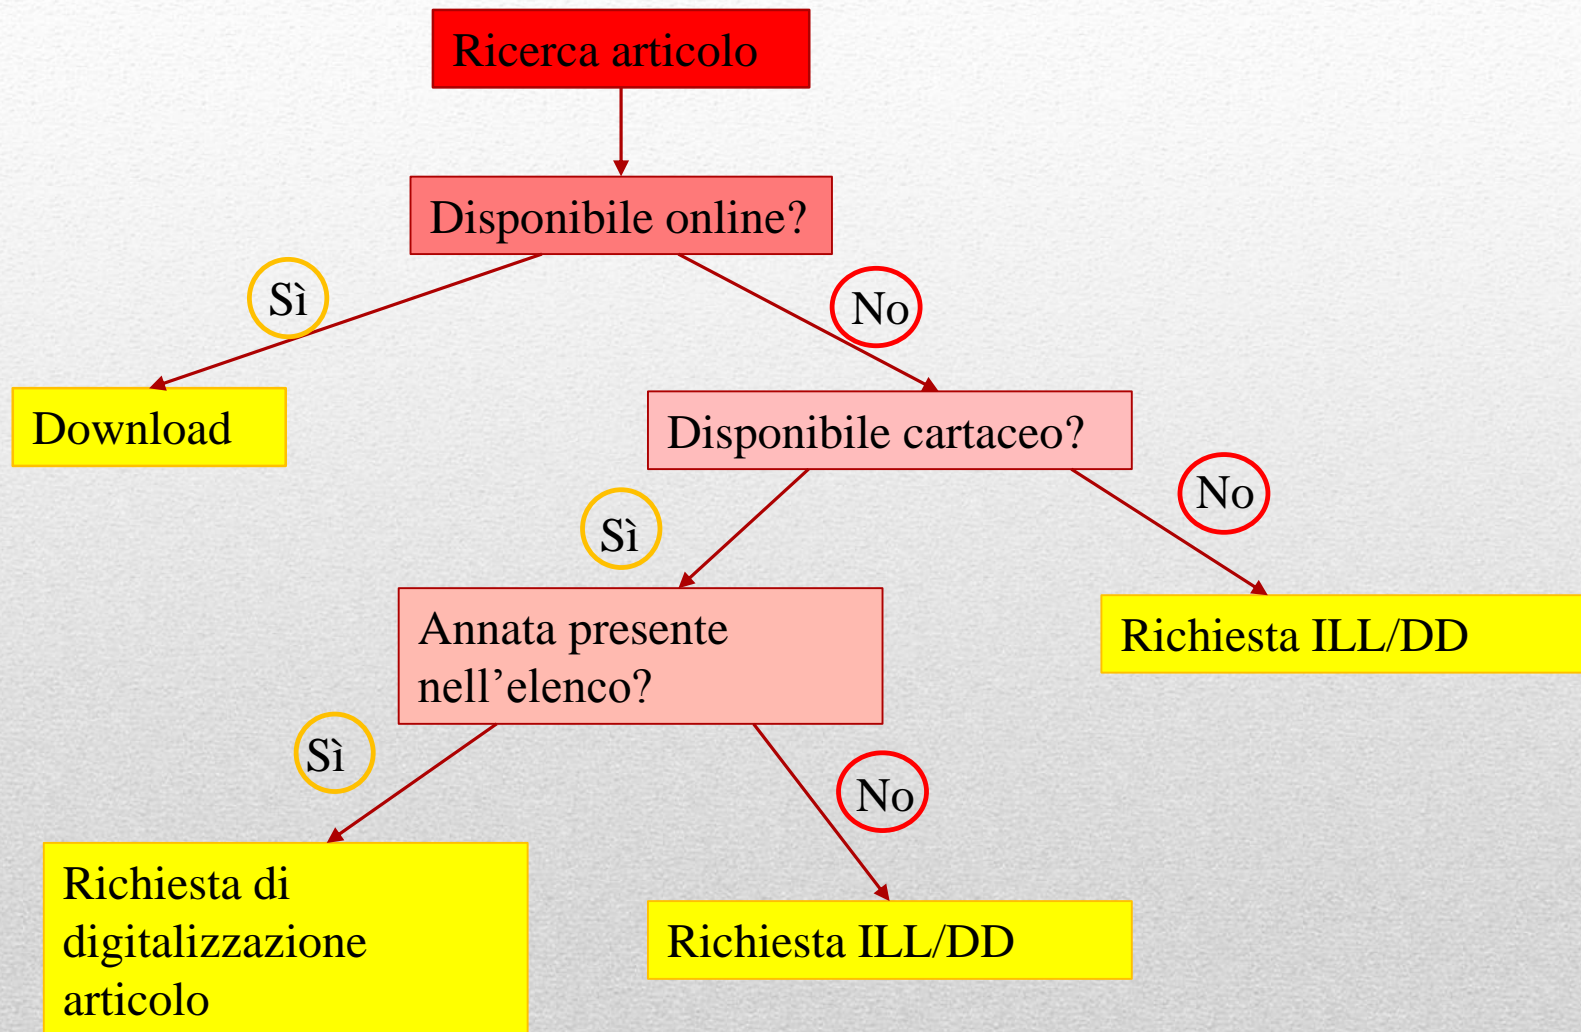 Ricerca articolo
Disponibile online?
Sì
No
Download
Disponibile cartaceo?
Sì
No
Annata presente
nell’elenco?
Richiesta ILL/DD
Sì
No
Richiesta di
digitalizzazione
articolo
Richiesta ILL/DD